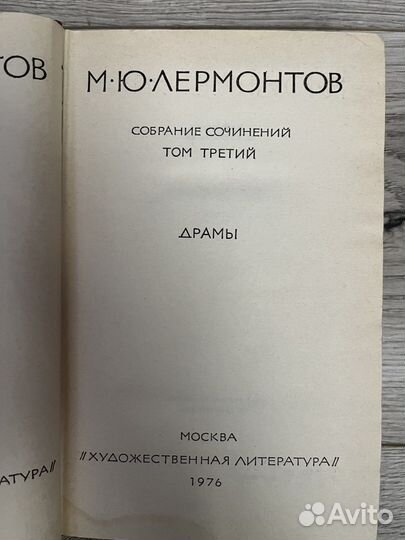 ТОВ
М·Ю·ЛЕРМОНТОВ
СОБРАНИЕ СОЧИНЕНИЙ
ТОМ ТРЕТИЙ
ДРАМЫ
МОСКВА
//ХУДОЖЕСТВЕННАЯ ЛИТЕРАТУРА//
1976
АТУРА//
Avito